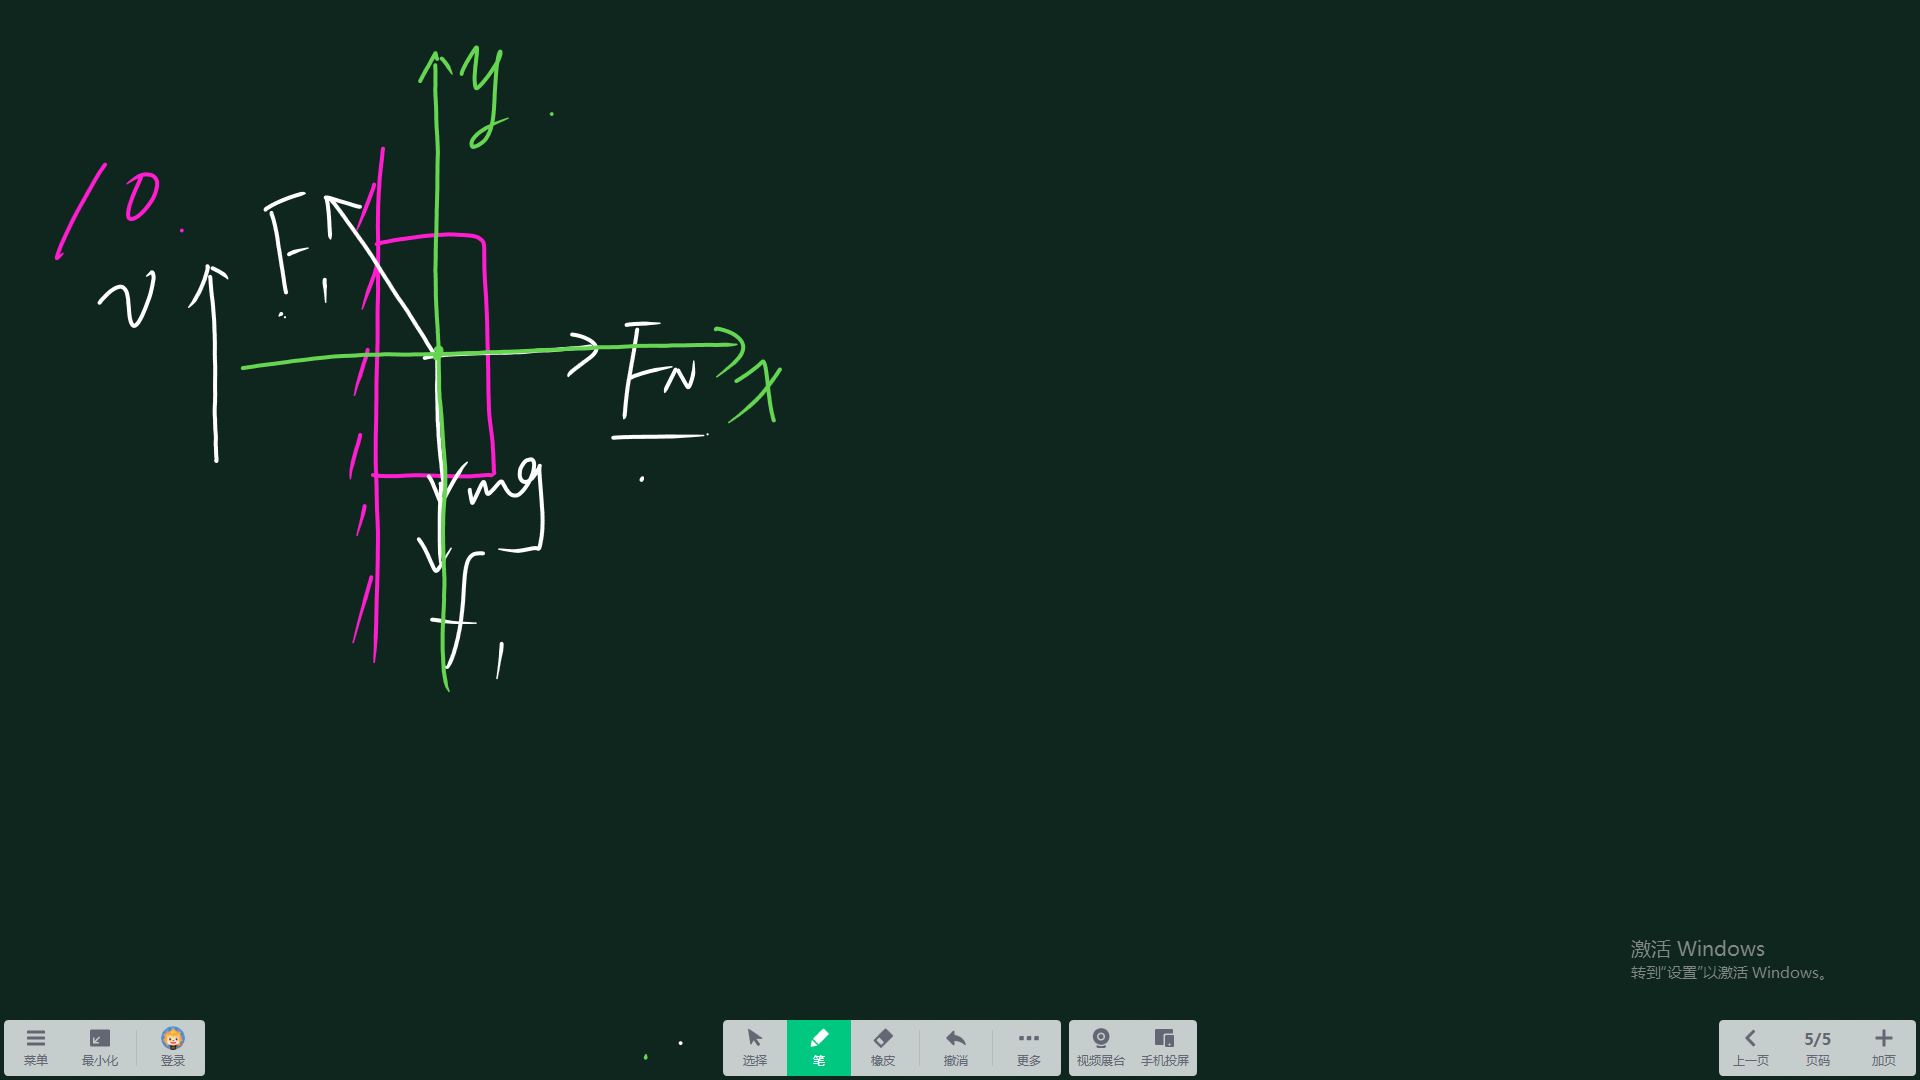 y
10.
F₁
v
F_N
x
mg
f
激活 Windows
转到“设置”以激活 Windows。
菜单
最小化
登录
选择
笔
橡皮
撤消
更多
视频展台
手机投屏
上一页
5/5
页码
加页